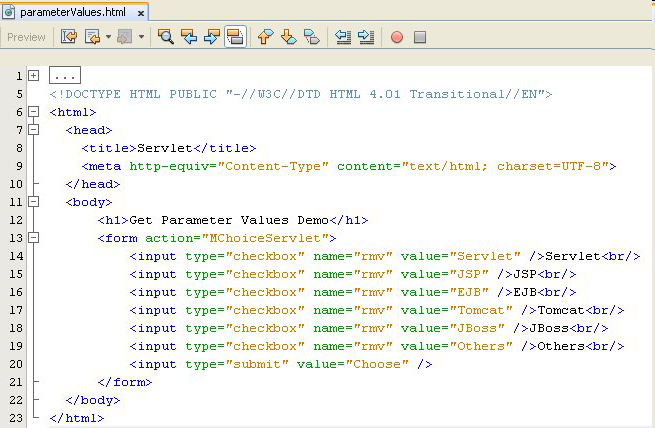 parameterValues.html x
Preview
1 ...
5 <!DOCTYPE HTML PUBLIC "-//W3C//DTD HTML 4.01 Transitional//EN">
6 <html>
7 <head>
8 <title>Servlet</title>
9 <meta http-equiv="Content-Type" content="text/html; charset=UTF-8">
10 </head>
11 <body>
12 <h1>Get Parameter Values Demo</h1>
13 <form action="MChoiceServlet">
14 <input type="checkbox" name="rmv" value="Servlet" />Servlet<br/>
15 <input type="checkbox" name="rmv" value="JSP" />JSP<br/>
16 <input type="checkbox" name="rmv" value="EJB" />EJB<br/>
17 <input type="checkbox" name="rmv" value="Tomcat" />Tomcat<br/>
18 <input type="checkbox" name="rmv" value="JBoss" />JBoss<br/>
19 <input type="checkbox" name="rmv" value="Others" />Others<br/>
20 <input type="submit" value="Choose" />
21 </form>
22 </body>
23 </html>